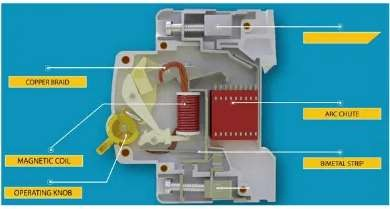 COPPER BRAID
ARC CHUTE
MAGNETIC COIL
BIMETAL STRIP
OPERATING KNOB